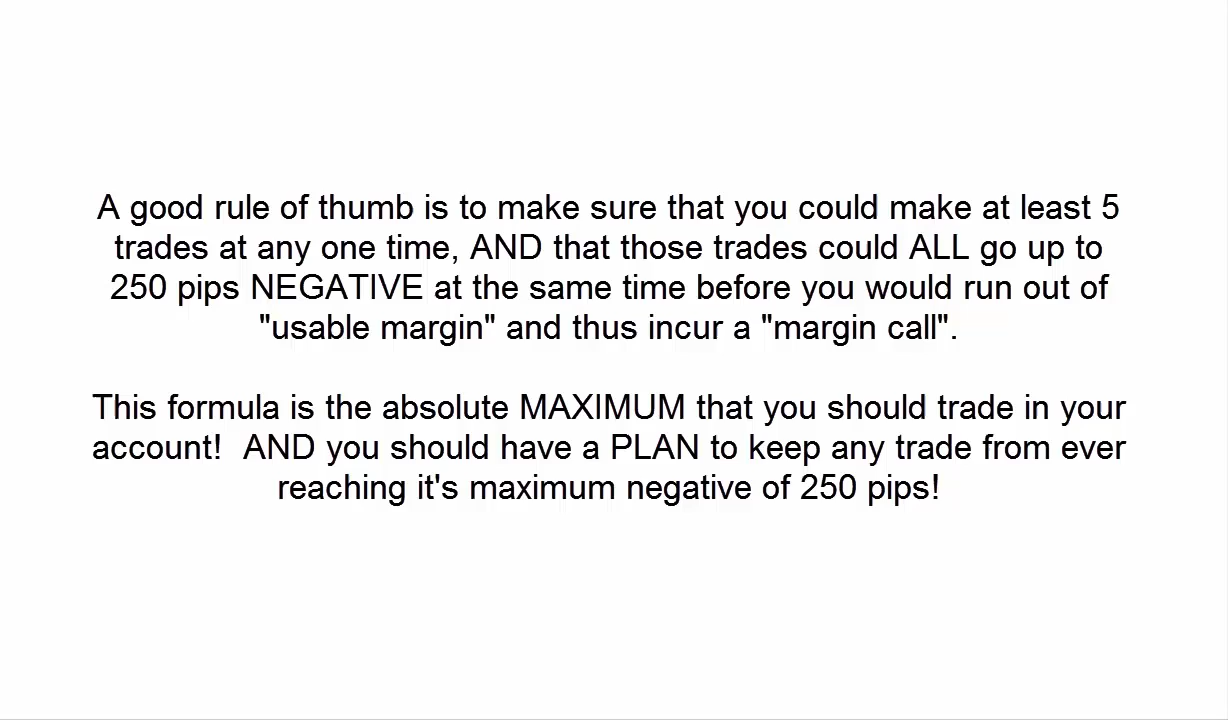 A good rule of thumb is to make sure that you could make at least 5
trades at any one time, AND that those trades could ALL go up to
250 pips NEGATIVE at the same time before you would run out of
"usable margin" and thus incur a "margin call".
This formula is the absolute MAXIMUM that you should trade in your
account!  AND you should have a PLAN to keep any trade from ever
reaching it's maximum negative of 250 pips!